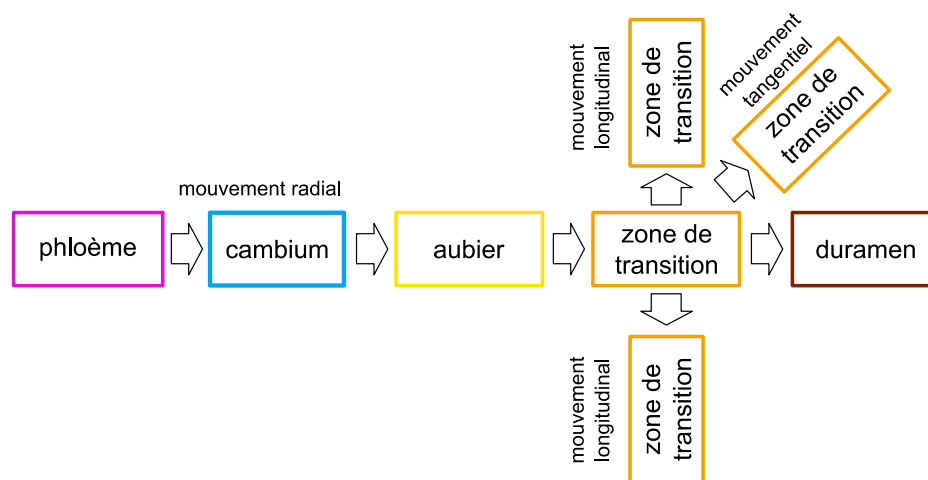 mouvement
longitudinal
zone de
transition
mouvement
tangentiel
zone de
transition
mouvement radial
phloème
cambium
aubier
zone de
transition
duramen
mouvement
longitudinal
zone de
transition